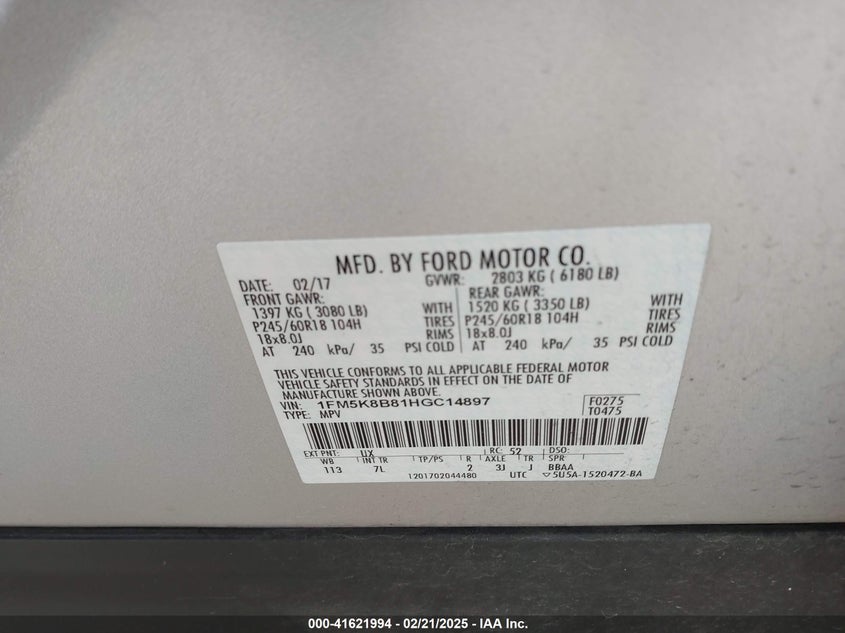 MFD. BY FORD MOTOR CO.
DATE: 02/17 GVWR: 2803 KG ( 6180 LB)
FRONT GAWR: REAR GAWR:
1397 KG ( 3080 LB) WITH 1520 KG ( 3350 LB) WITH
P245/60R18 104H TIRES P245/60R18 104H TIRES
18x8.0J RIMS 18x8.0J RIMS
AT 240 kPa/ 35 PSI COLD AT 240 kPa/ 35 PSI COLD
THIS VEHICLE CONFORMS TO ALL APPLICABLE FEDERAL MOTOR
VEHICLE SAFETY STANDARDS IN EFFECT ON THE DATE OF
MANUFACTURE SHOWN ABOVE.
VIN: 1FM5K8B81HGC14897 F0275
TYPE: MPV T0475
EXT PNT: UX RC: 52 DSO:
WB INT TR TP/PS R AXLE TR SPR
113 7L 2 3J J BBAA
1201702044480 UTC ▽5U5A-1520472-BA
000-41621994 - 02/21/2025 - IAA Inc.